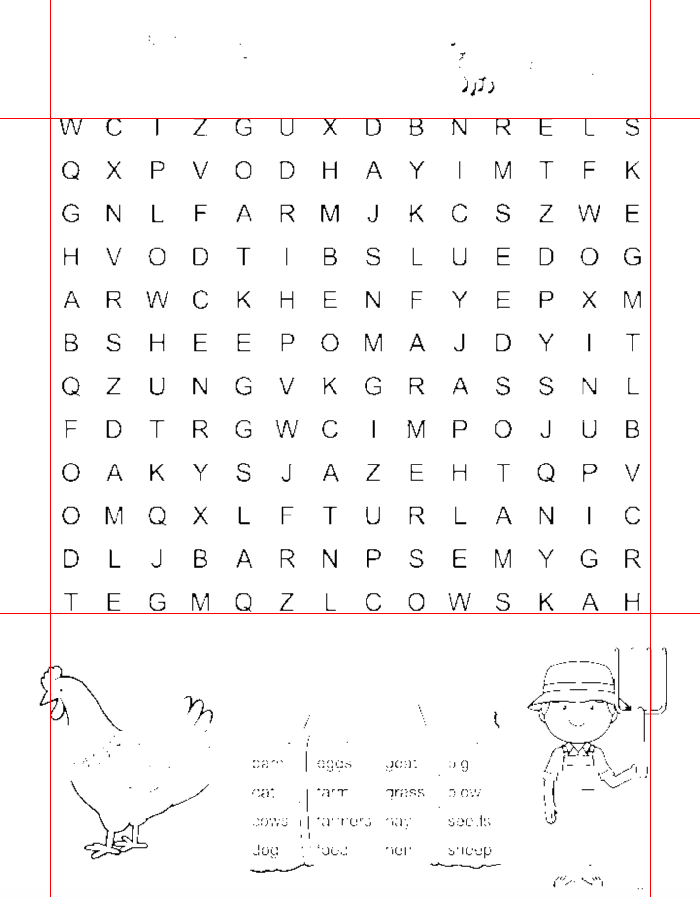 W C I Z G U X D B N R E L S
Q X P V O D H A Y I M T F K
G N L F A R M J K C S Z W E
H V O D T I B S L U E D O G
A R W C K H E N F Y E P X M
B S H E E P O M A J D Y I T
Q Z U N G V K G R A S S N L
F D T R G W C I M P O J U B
O A K Y S J A Z E H T Q P V
O M Q X L F T U R L A N I C
D L J B A R N P S E M Y G R
T E G M Q Z L C O W S K A H
barn eggs goat pig
cat farm grass plow
cows farmers hay seeds
dog food hen sheep